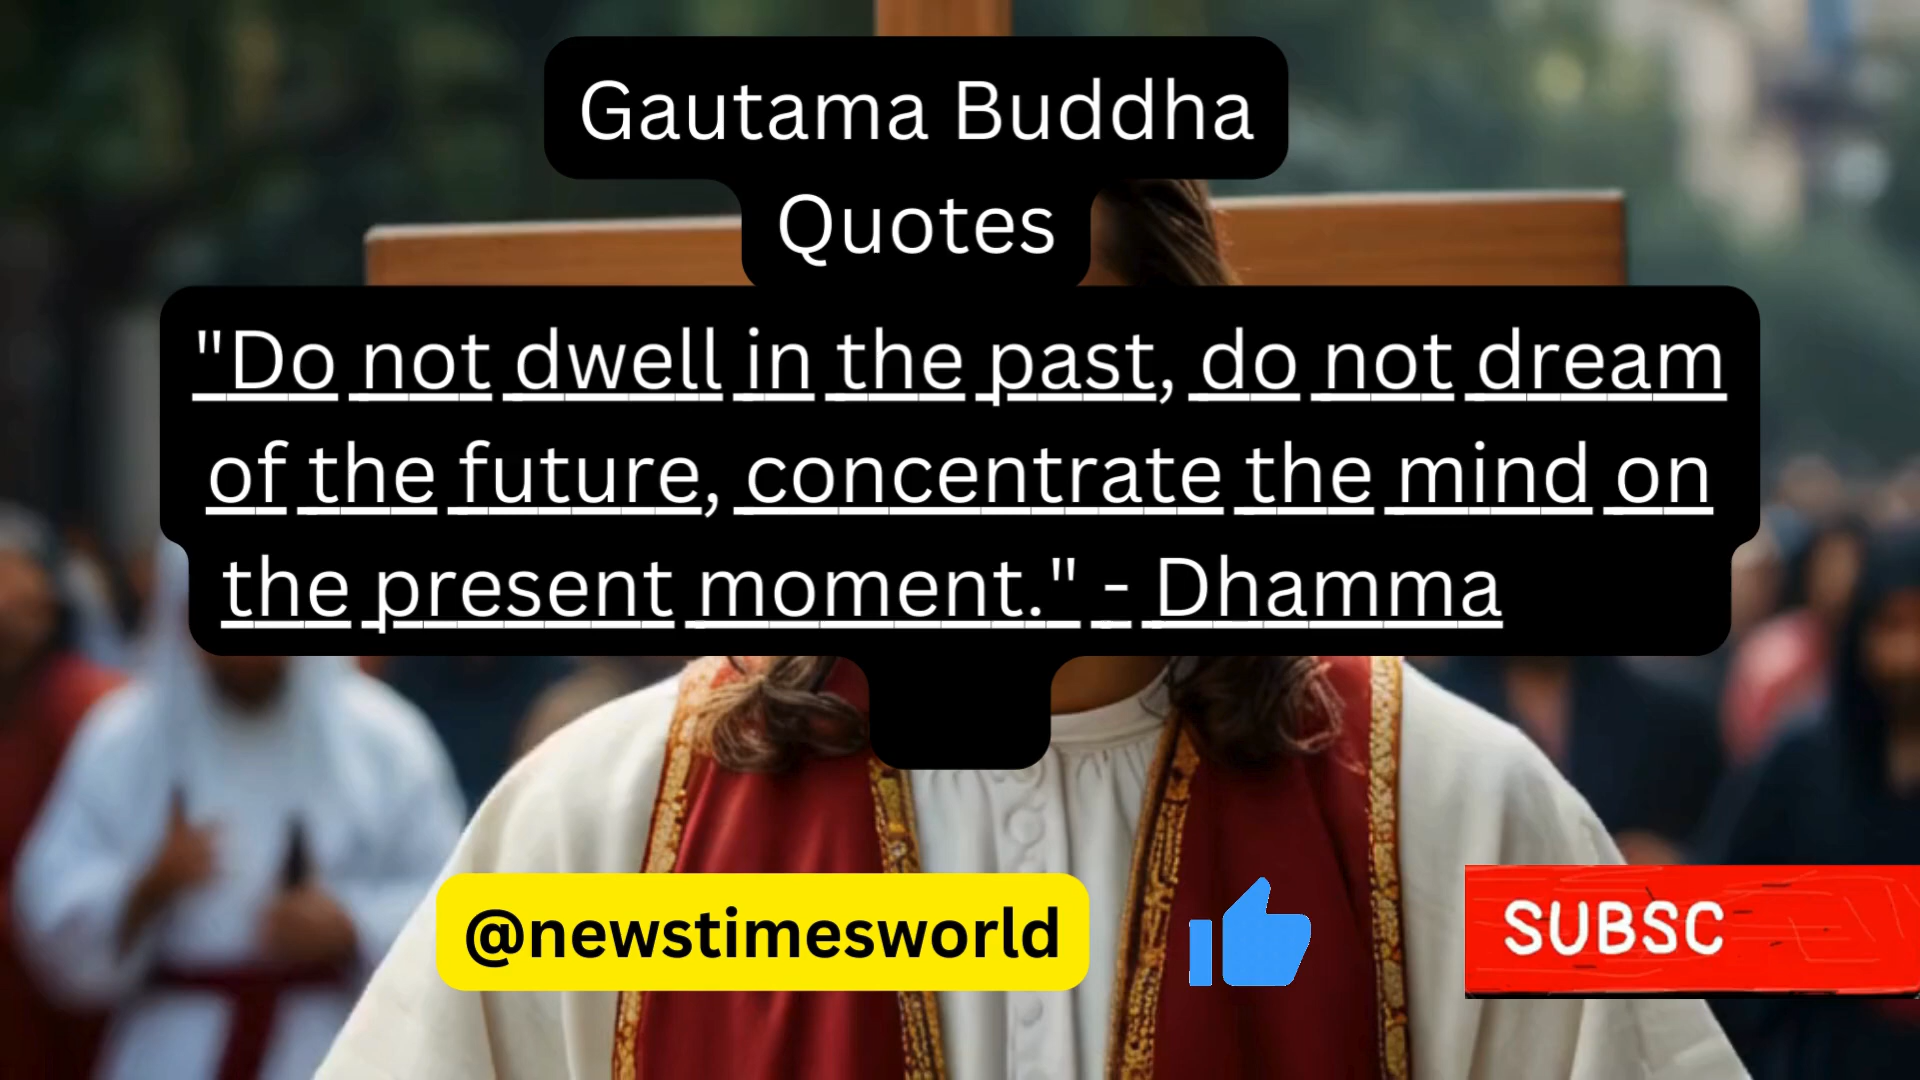 Gautama Buddha
Quotes
"Do not dwell in the past, do not dream
of the future, concentrate the mind on
the present moment." - Dhamma
@newstimesworld
SUBSC